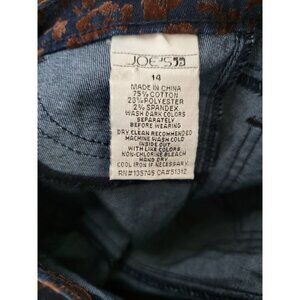 JOE'S
14
MADE IN CHINA
75% COTTON
23% POLYESTER
2% SPANDEX
WASH DARK COLORS
SEPARATELY
BEFORE WEARING
DRY CLEAN RECOMMENDED
MACHINE WASH COLD
INSIDE OUT
WITH LIKE COLORS
NON-CHLORINE BLEACH
HANG DRY
COOL IRON IF NECESSARY.
RN#135745 CA#51312